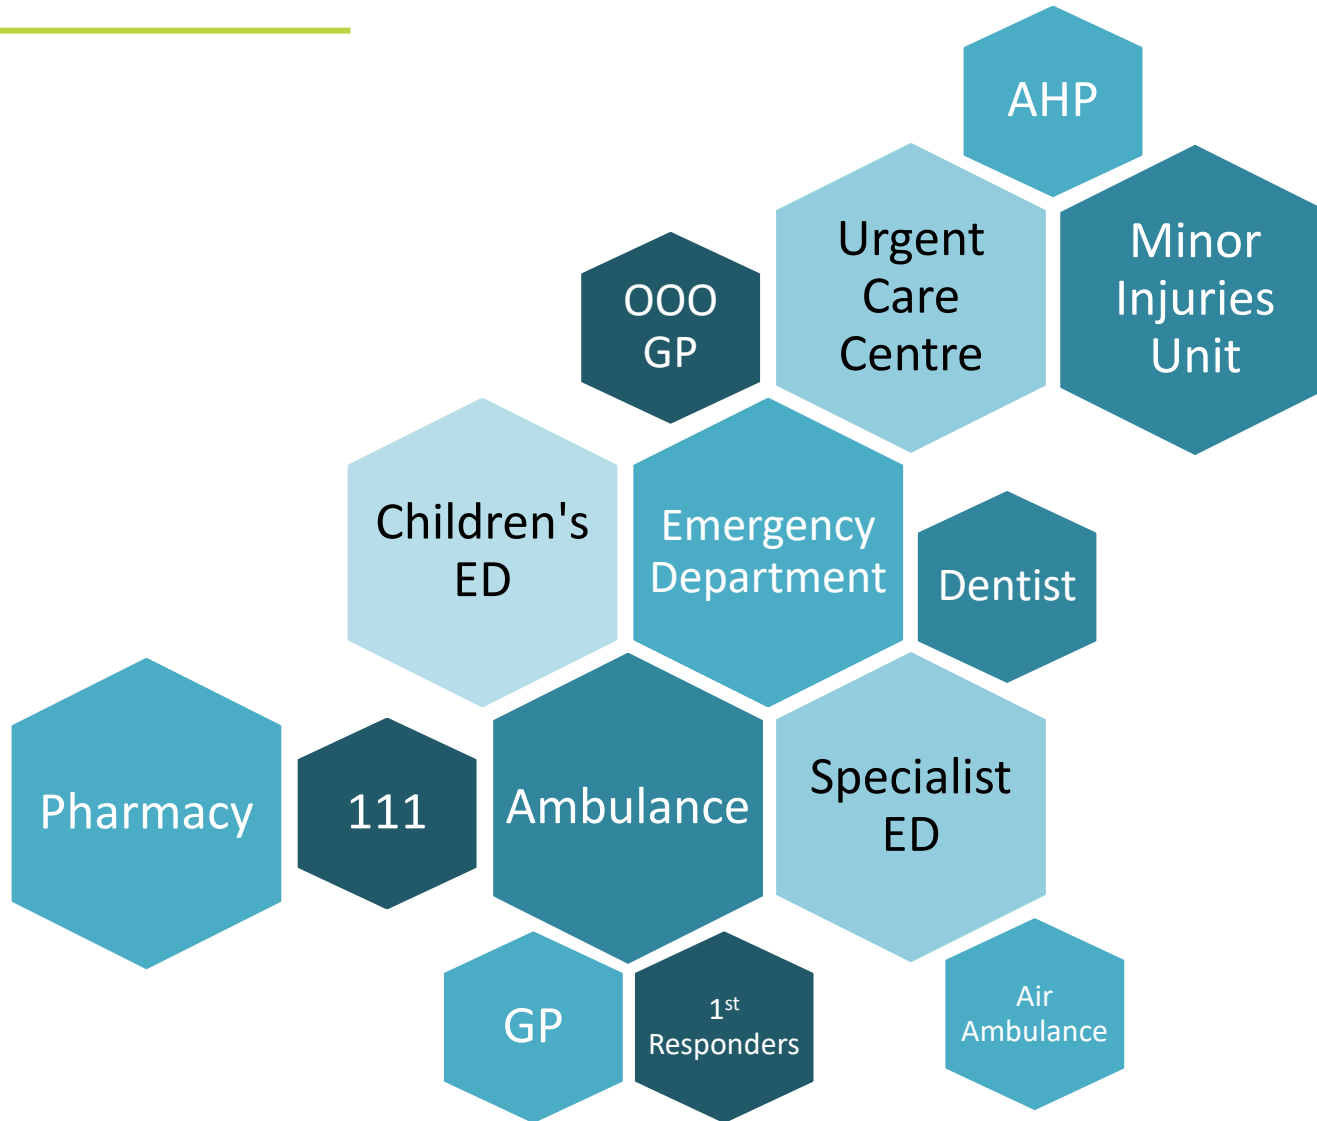 AHP
Urgent
Care
Centre
Minor
Injuries
Unit
OOO
GP
Children's
ED
Emergency
Department
Dentist
Pharmacy
111
Ambulance
Specialist
ED
GP
1st
Responders
Air
Ambulance